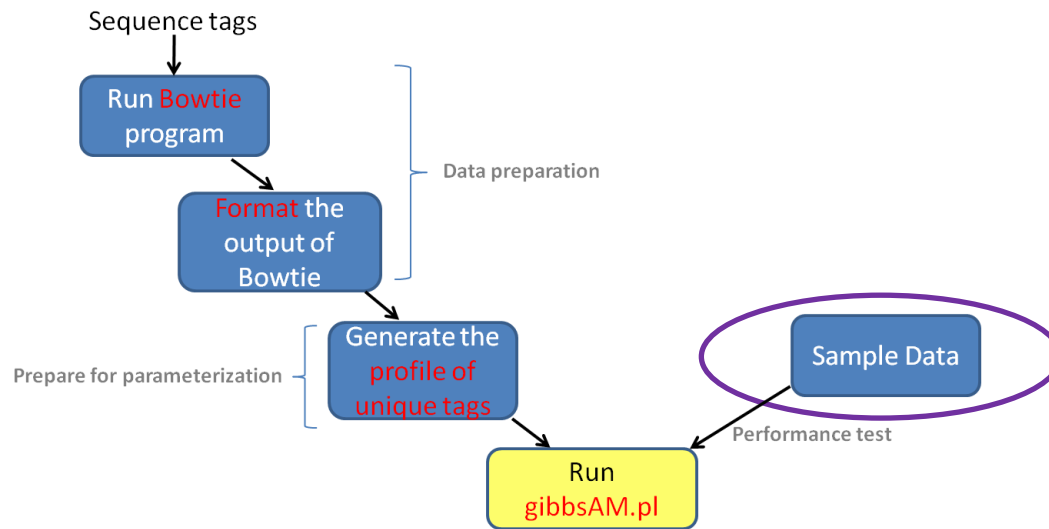 Sequence tags
Run Bowtie
program
Data preparation
Format the
output of
Bowtie
Generate the
profile of
unique tags
Prepare for parameterization
Sample Data
Performance test
Run
gibbsAM.pl